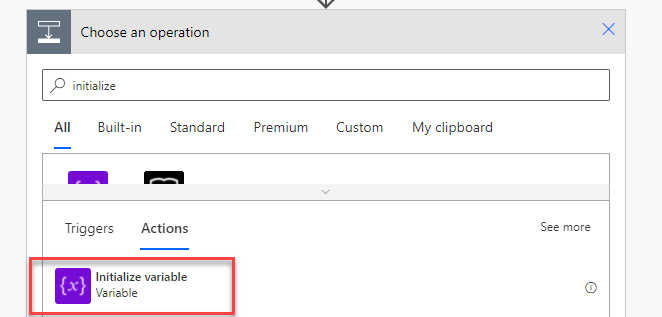 Choose an operation
initialize
All Built-in Standard Premium Custom My clipboard
Triggers Actions See more
{x} Initialize variable
Variable